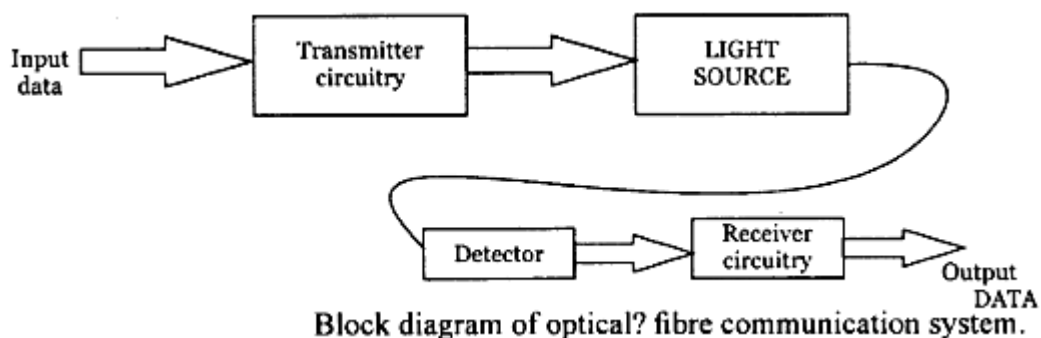 Input
data
Transmitter
circuitry
LIGHT
SOURCE
Detector
Receiver
circuitry
Output
DATA
Block diagram of optical? fibre communication system.